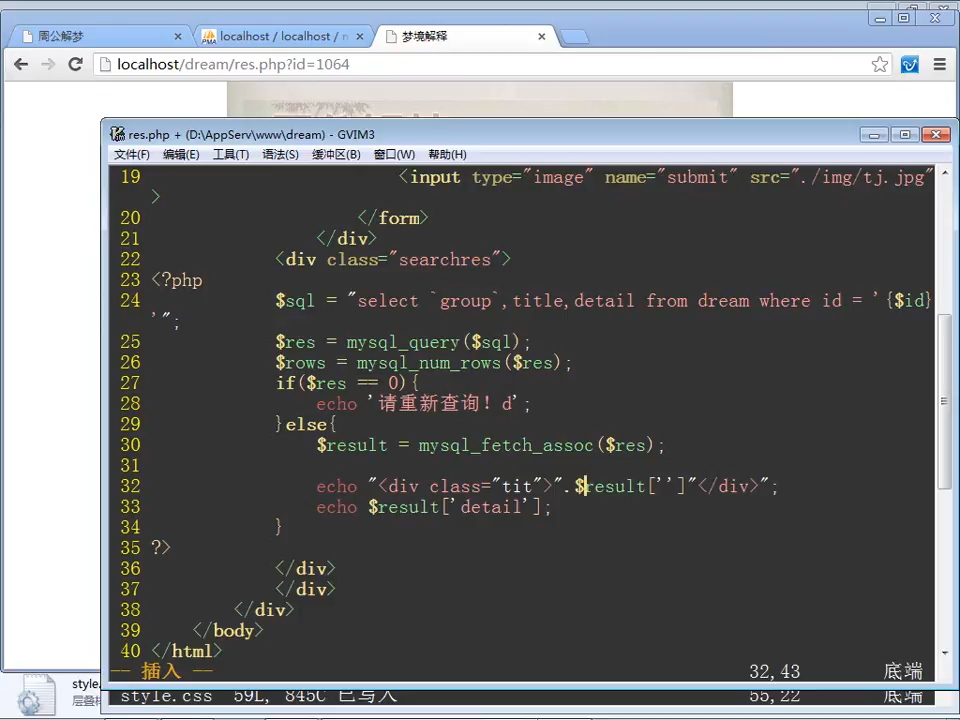 周公解梦
localhost / localhost / n
梦境解释
localhost/dream/res.php?id=1064
res.php + (D:\AppServ\www\dream) - GVIM3
文件(F) 编辑(E) 工具(T) 语法(S) 缓冲区(B) 窗口(W) 帮助(H)
19 <input type="image" name="submit" src="./img/tj.jpg"
>
20 </form>
21 </div>
22 <div class="searchres">
23 <?php
24 $sql = "select `group`,title,detail from dream where id = '{$id}
'";
25 $res = mysql_query($sql);
26 $rows = mysql_num_rows($res);
27 if($res == 0){
28 echo '请重新查询！d';
29 }else{
30 $result = mysql_fetch_assoc($res);
31
32 echo "<div class="tit">".$result['']"</div>";
33 echo $result['detail'];
34 }
35 ?>
36 </div>
37 </div>
38 </div>
39 </body>
40 </html>
-- 插入 -- 32,43 底端
style.
style.css 59L, 845C 已写入 55,22 底端